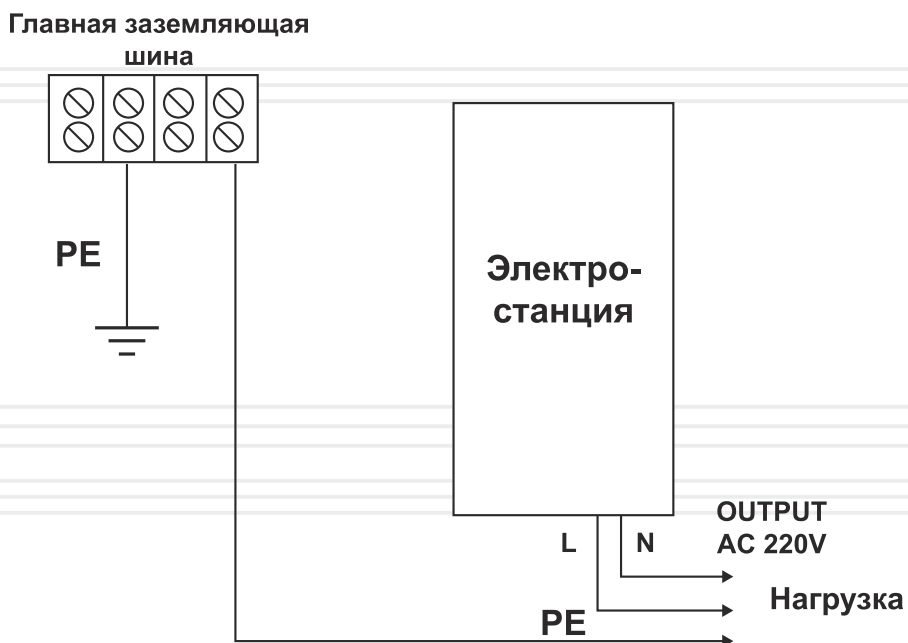 Главная заземляющая
шина
PE
Электро-
станция
L
N
OUTPUT
AC 220V
Нагрузка
PE